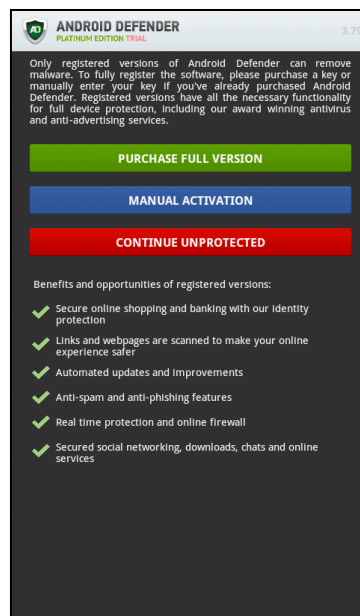 ANDROID DEFENDER
PLATINUM EDITION TRIAL
3.79
Only registered versions of Android Defender can remove
malware. To fully register the software, please purchase a key or
manually enter your key if you've already purchased Android
Defender. Registered versions have all the necessary functionality
for full device protection, including our award winning antivirus
and anti-advertising services.
PURCHASE FULL VERSION
MANUAL ACTIVATION
CONTINUE UNPROTECTED
Benefits and opportunities of registered versions:
Secure online shopping and banking with our identity
protection
Links and webpages are scanned to make your online
experience safer
Automated updates and improvements
Anti-spam and anti-phishing features
Real time protection and online firewall
Secured social networking, downloads, chats and online
services